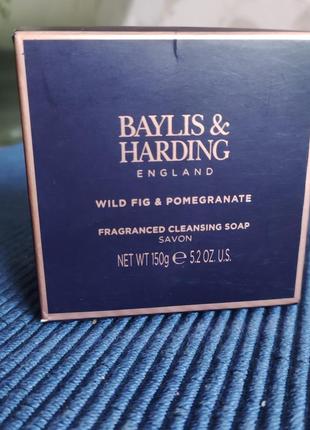 BAYLIS &
HARDING
ENGLAND
WILD FIG & POMEGRANATE
FRAGRANCED CLEANSING SOAP
SAVON
NET WT 150g ℮ 5.2 OZ. U.S.